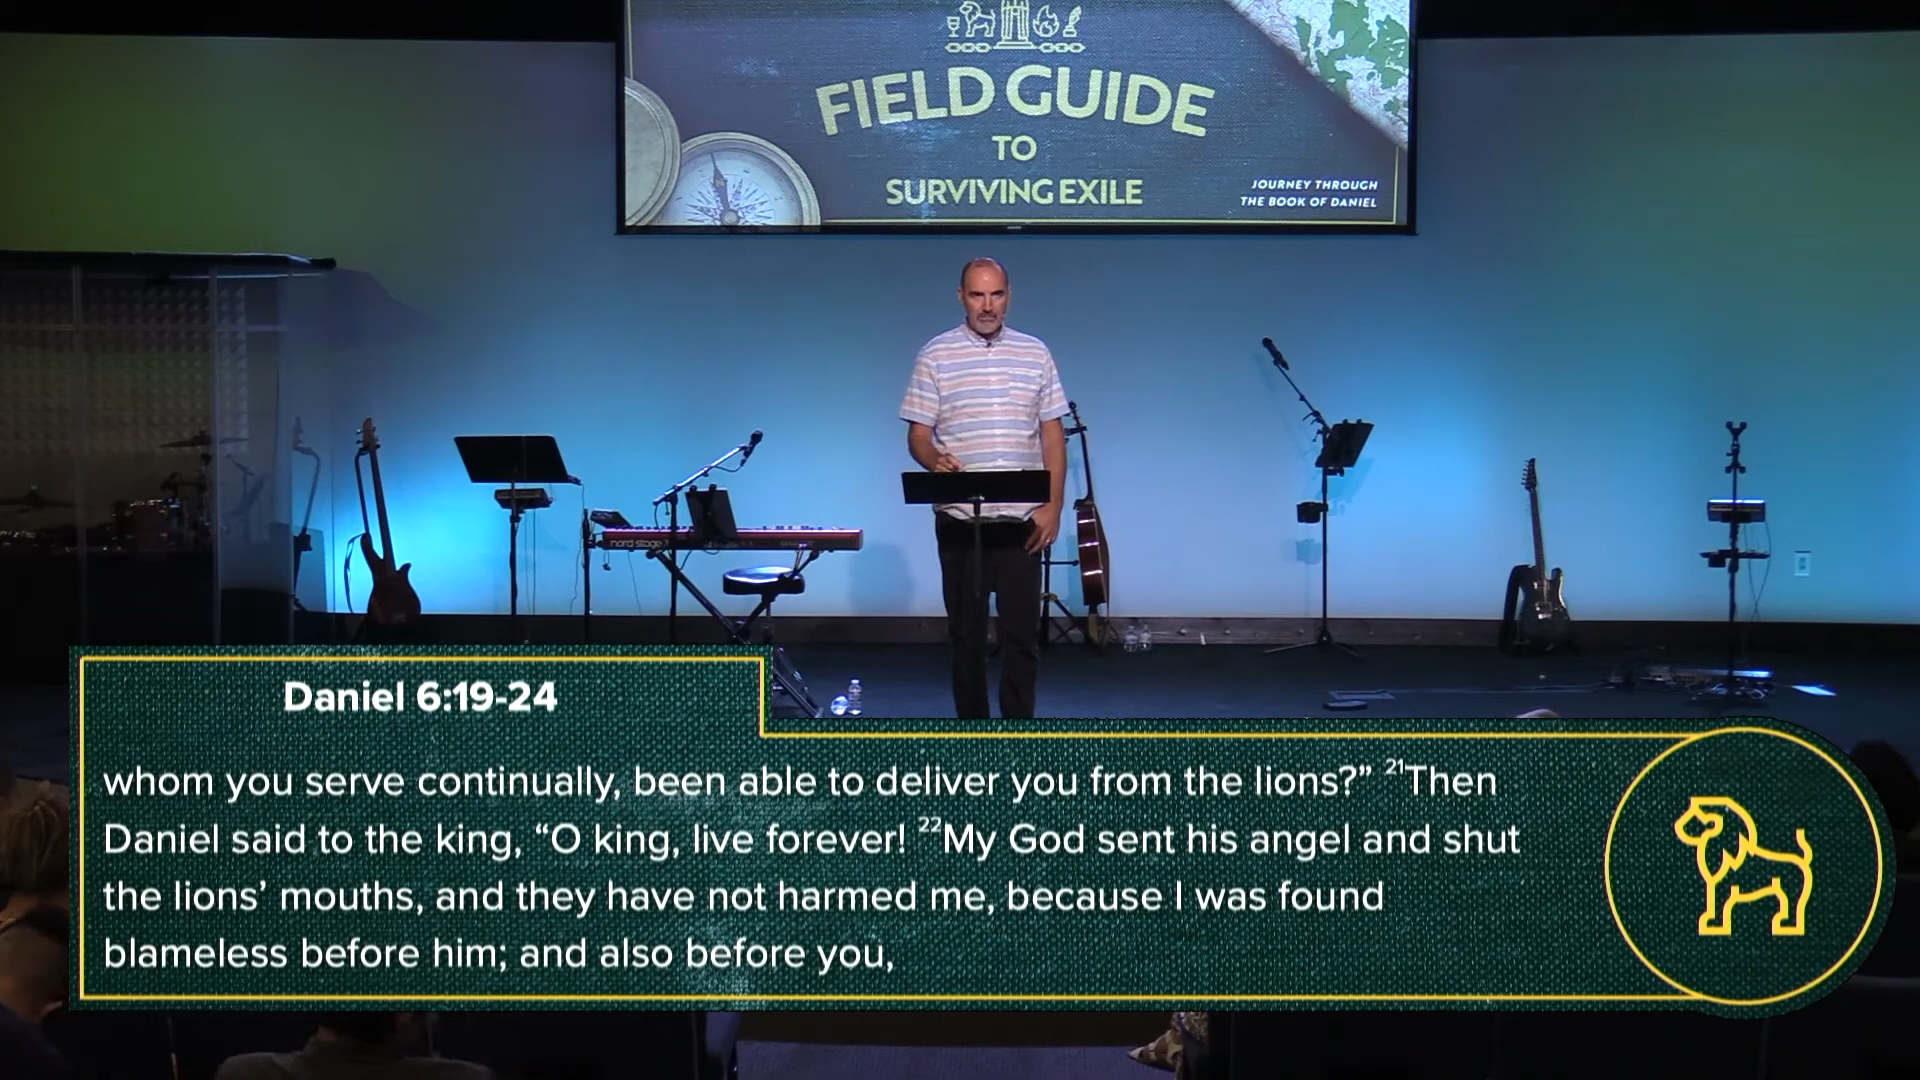 FIELD GUIDE
TO
SURVIVING EXILE
JOURNEY THROUGH
THE BOOK OF DANIEL
nord stage
Daniel 6:19-24
whom you serve continually, been able to deliver you from the lions?” ²¹Then
Daniel said to the king, “O king, live forever! ²²My God sent his angel and shut
the lions’ mouths, and they have not harmed me, because I was found
blameless before him; and also before you,